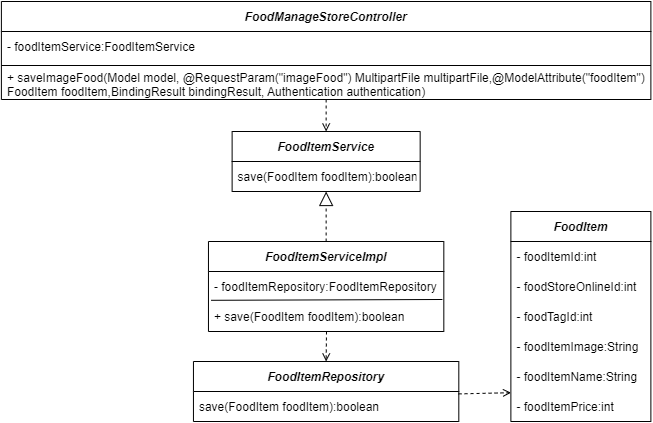 FoodManageStoreController
- foodItemService:FoodItemService
+ saveImageFood(Model model, @RequestParam("imageFood") MultipartFile multipartFile,@ModelAttribute("foodItem")
FoodItem foodItem,BindingResult bindingResult, Authentication authentication)
FoodItemService
save(FoodItem foodItem):boolean
FoodItemServiceImpl
- foodItemRepository:FoodItemRepository
+ save(FoodItem foodItem):boolean
FoodItemRepository
save(FoodItem foodItem):boolean
FoodItem
- foodItemId:int
- foodStoreOnlineId:int
- foodTagId:int
- foodItemImage:String
- foodItemName:String
- foodItemPrice:int